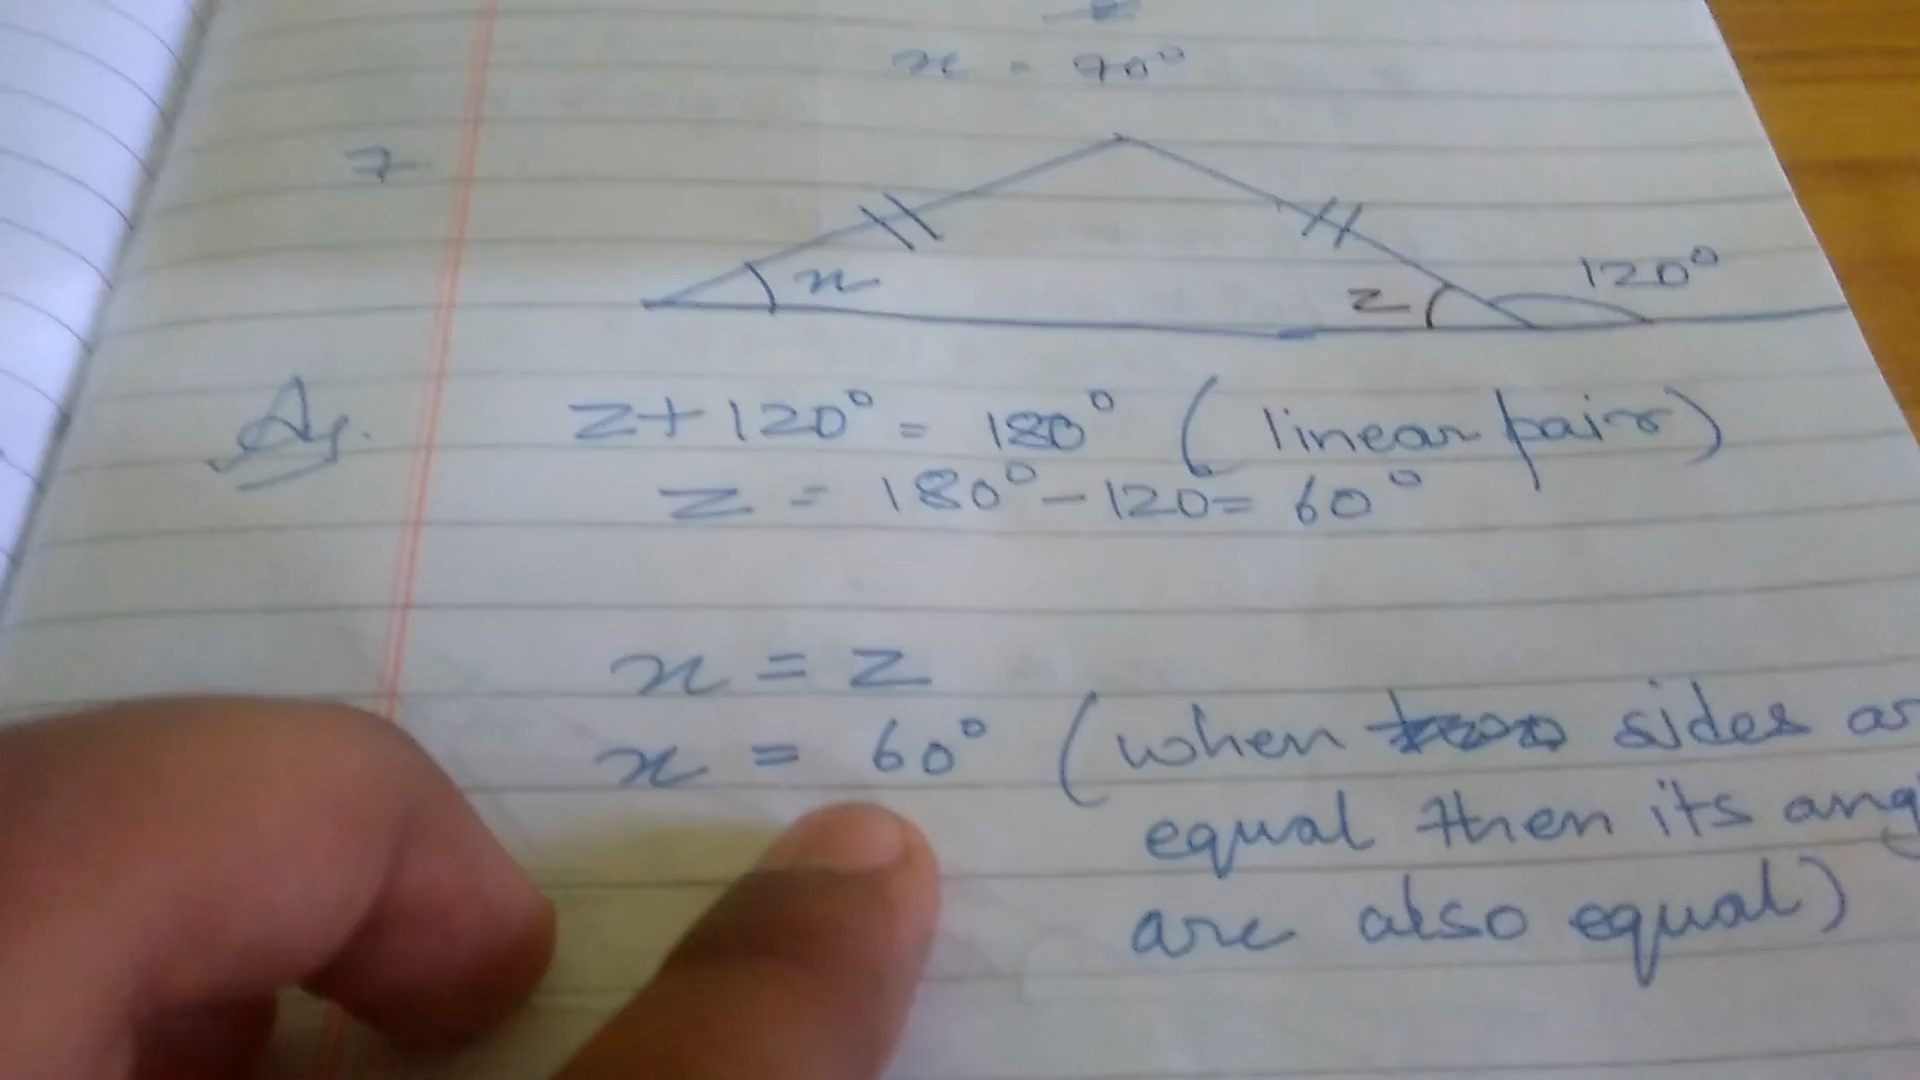 x = 90°
7.
x
z
120°
Ans.
z + 120° = 180° (linear pair)
z = 180° - 120 = 60°
x = z
x = 60° (when two sides ar
equal then its ang
are also equal)